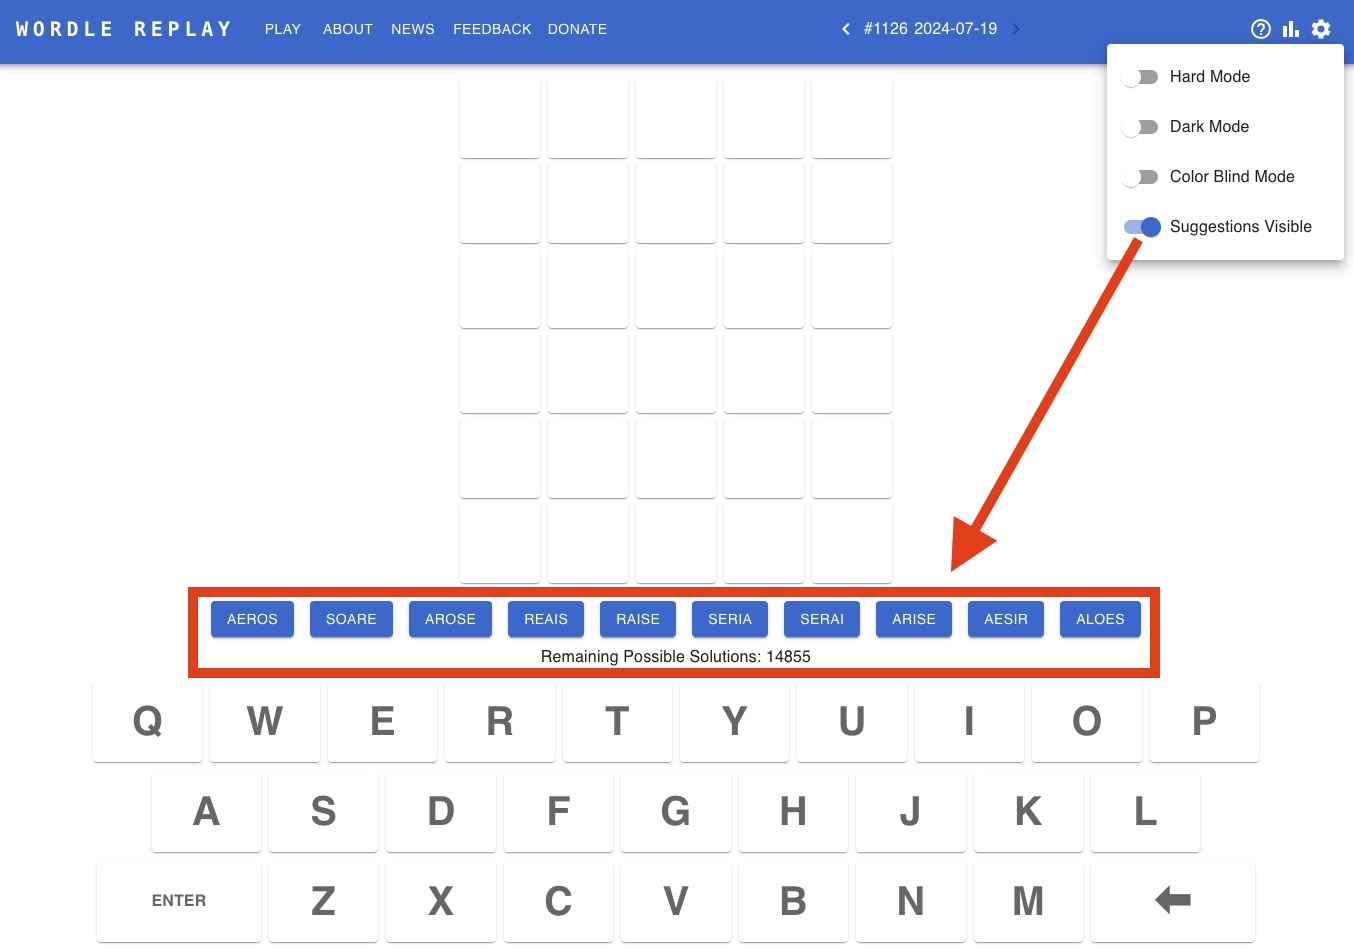 WORDLE REPLAY PLAY ABOUT NEWS FEEDBACK DONATE #1126 2024-07-19
Hard Mode
Dark Mode
Color Blind Mode
Suggestions Visible
AEROS SOARE AROSE REAIS RAISE SERIA SERAI ARISE AESIR ALOES
Remaining Possible Solutions: 14855
Q W E R T Y U I O P
A S D F G H J K L
ENTER Z X C V B N M